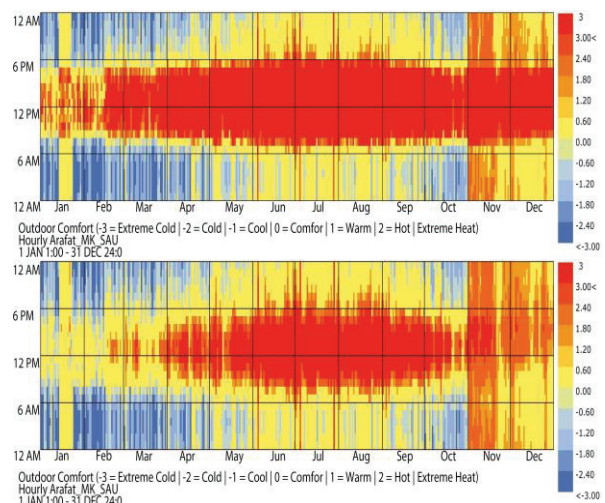 12 AM
6 PM
12 PM
6 AM
12 AM
Jan Feb Mar Apr May Jun Jul Aug Sep Oct Nov Dec
3
3.00<
2.40
1.80
1.20
0.60
0.00
-0.60
-1.20
-1.80
-2.40
<-3.00
Outdoor Comfort (-3 = Extreme Cold | -2 = Cold | -1 = Cool | 0 = Comfor | 1 = Warm | 2 = Hot | Extreme Heat)
Hourly Arafat_MK_SAU
1 JAN 1:00 - 31 DEC 24:0
12 AM
6 PM
12 PM
6 AM
12 AM
Jan Feb Mar Apr May Jun Jul Aug Sep Oct Nov Dec
3
3.00<
2.40
1.80
1.20
0.60
0.00
-0.60
-1.20
-1.80
-2.40
<-3.00
Outdoor Comfort (-3 = Extreme Cold | -2 = Cold | -1 = Cool | 0 = Comfor | 1 = Warm | 2 = Hot | Extreme Heat)
Hourly Arafat_MK_SAU
1 JAN 1:00 - 31 DEC 24:0